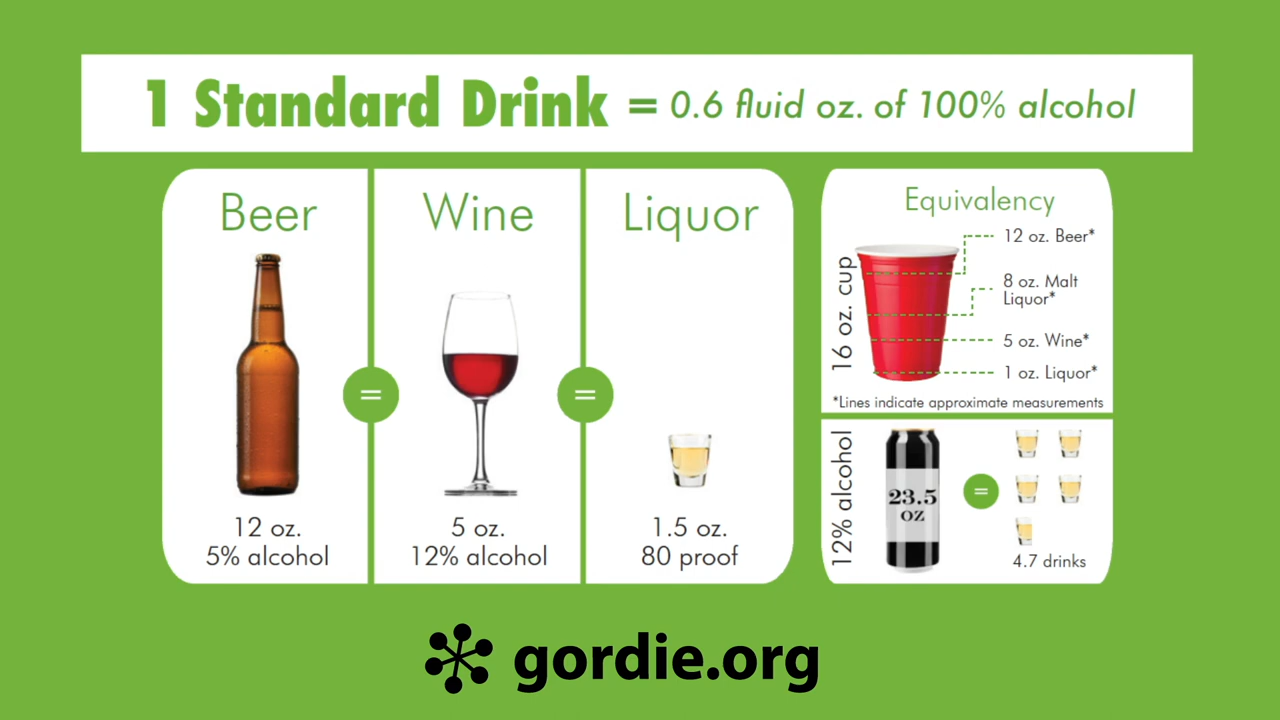 1 Standard Drink = 0.6 fluid oz. of 100% alcohol
Beer
=
12 oz.
5% alcohol
Wine
=
5 oz.
12% alcohol
Liquor
1.5 oz.
80 proof
Equivalency
16 oz. cup
12 oz. Beer*
8 oz. Malt
Liquor*
5 oz. Wine*
1 oz. Liquor*
*Lines indicate approximate measurements
12% alcohol
23.5
OZ
=
4.7 drinks
gordie.org